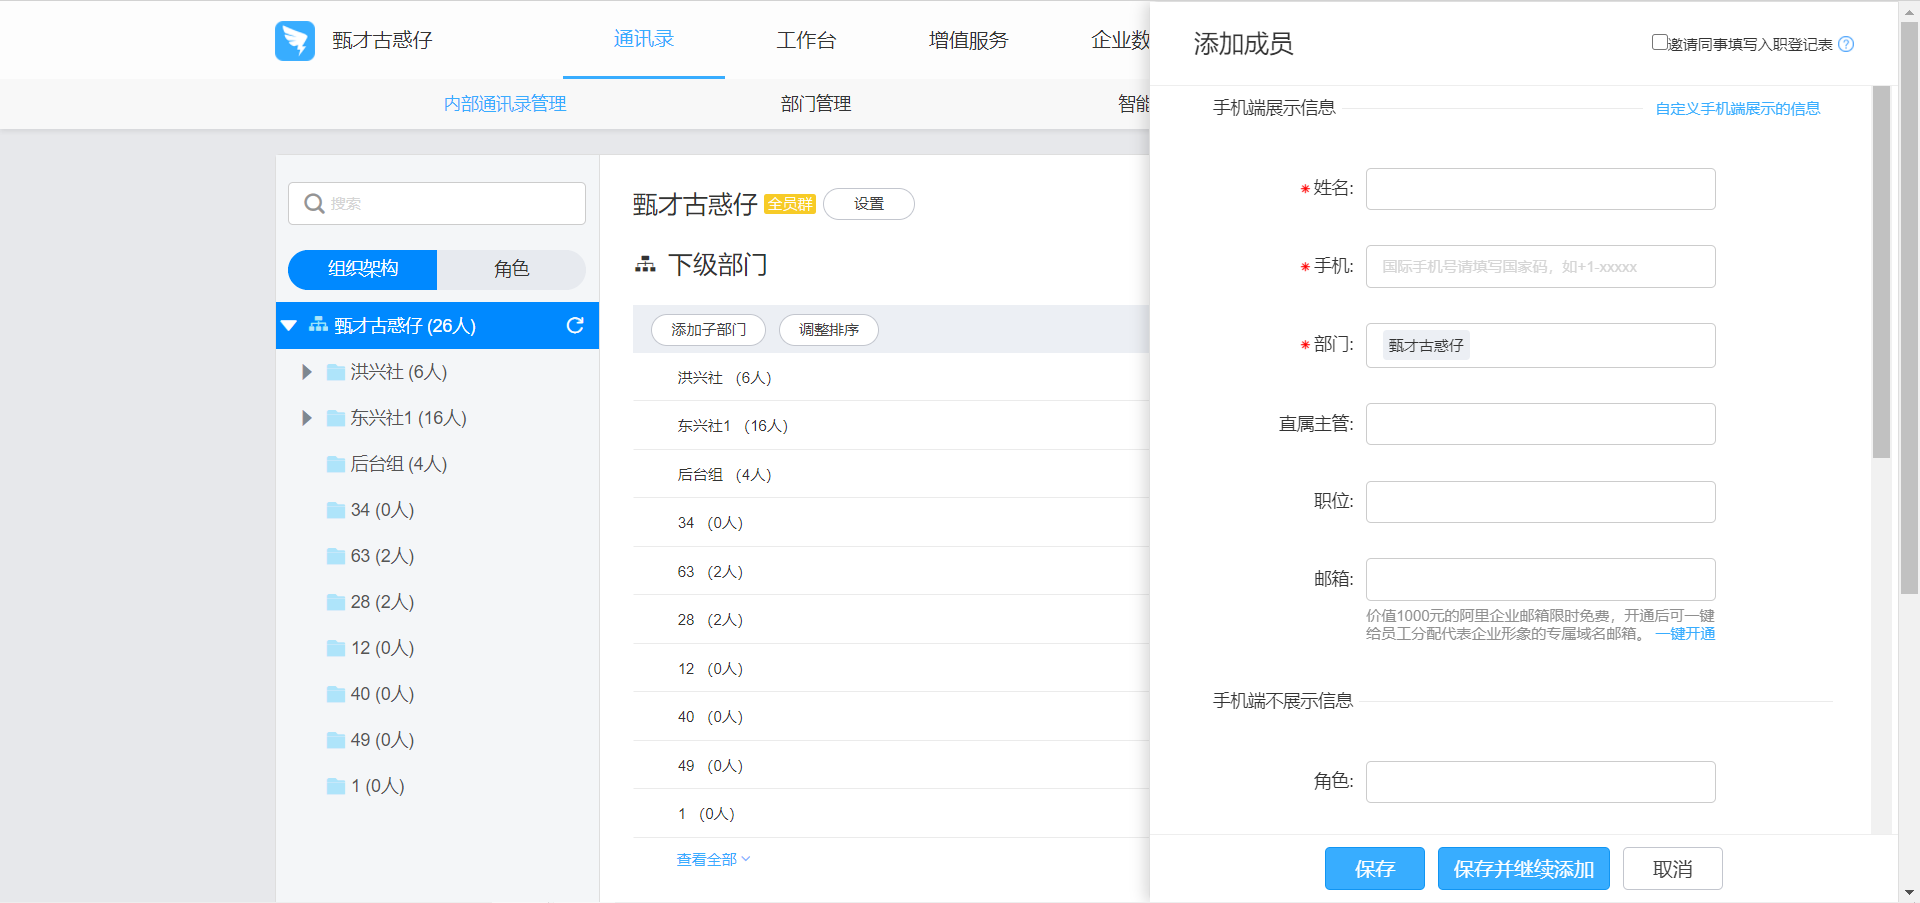 甄才古惑仔
通讯录
工作台
增值服务
企业数
内部通讯录管理
部门管理
智能
搜索
组织架构
角色
甄才古惑仔 (26人)
洪兴社 (6人)
东兴社1 (16人)
后台组 (4人)
34 (0人)
63 (2人)
28 (2人)
12 (0人)
40 (0人)
49 (0人)
1 (0人)
甄才古惑仔 全员群 设置
下级部门
添加子部门 调整排序
洪兴社 (6人)
东兴社1 (16人)
后台组 (4人)
34 (0人)
63 (2人)
28 (2人)
12 (0人)
40 (0人)
49 (0人)
1 (0人)
查看全部
添加成员
邀请同事填写入职登记表 ?
手机端展示信息
自定义手机端展示的信息
*姓名:
*手机: 国际手机号请填写国家码，如+1-xxxxx
*部门: 甄才古惑仔
直属主管:
职位:
邮箱:
价值1000元的阿里企业邮箱限时免费，开通后可一键
给员工分配代表企业形象的专属域名邮箱。 一键开通
手机端不展示信息
角色:
保存 保存并继续添加 取消